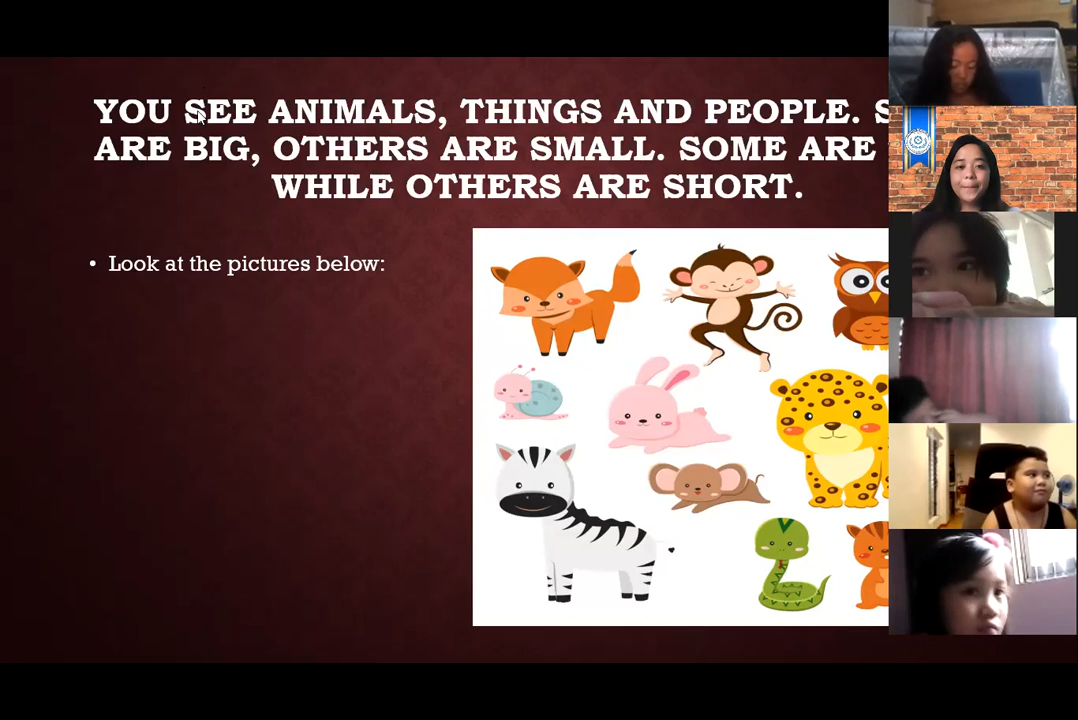 YOU SEE ANIMALS, THINGS AND PEOPLE.
ARE BIG, OTHERS ARE SMALL. SOME ARE
WHILE OTHERS ARE SHORT.
• Look at the pictures below: